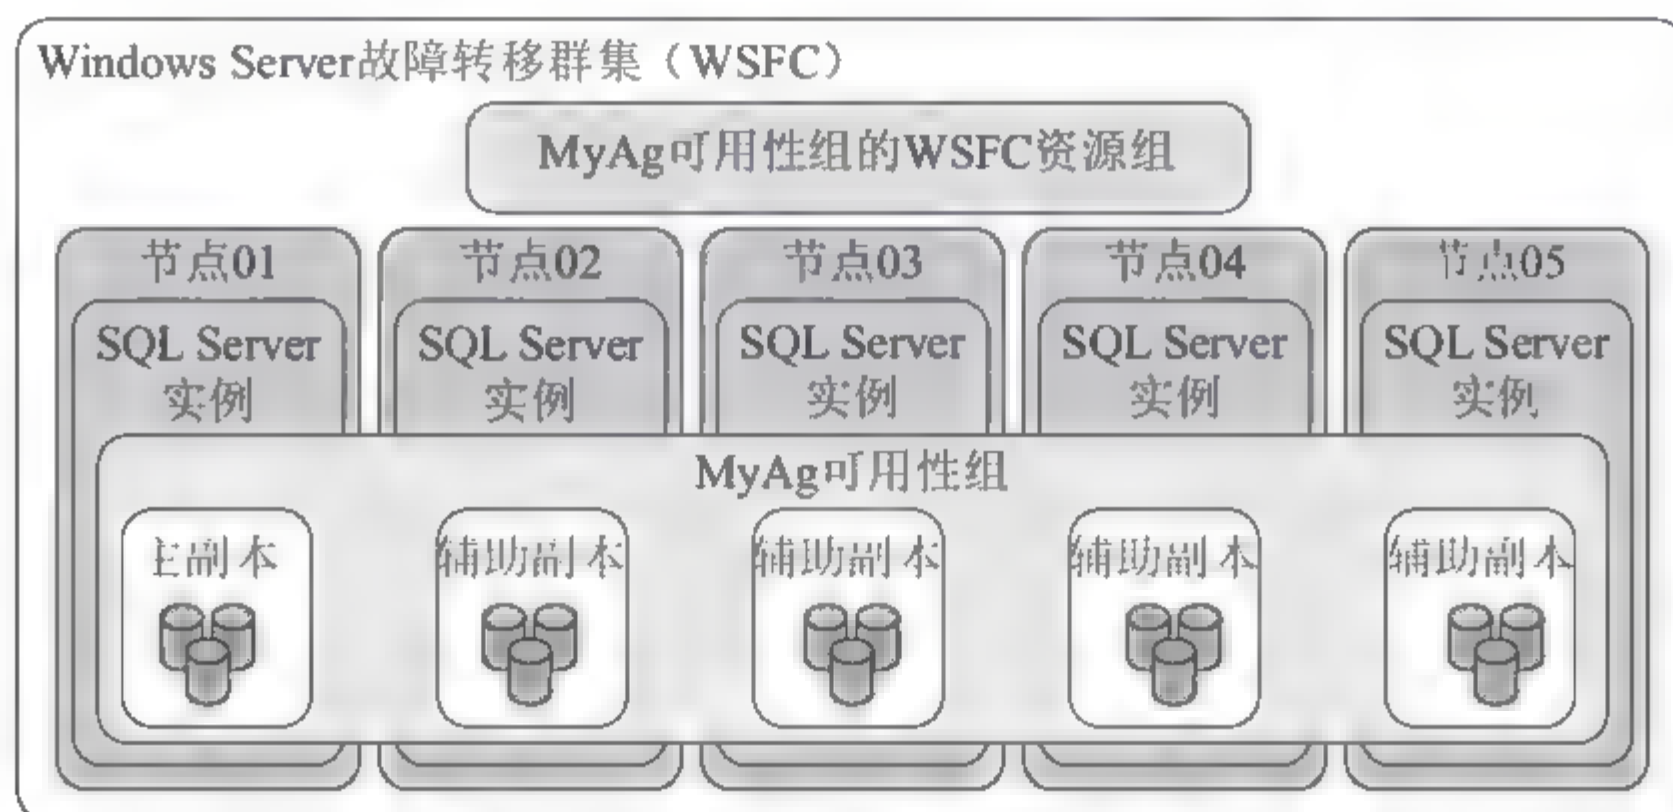 Windows Server故障转移群集（WSFC）
MyAg可用性组的WSFC资源组
节点01
节点02
节点03
节点04
节点05
SQL Server
实例
SQL Server
实例
SQL Server
实例
SQL Server
实例
SQL Server
实例
MyAg可用性组
主副本
辅助副本
辅助副本
辅助副本
辅助副本